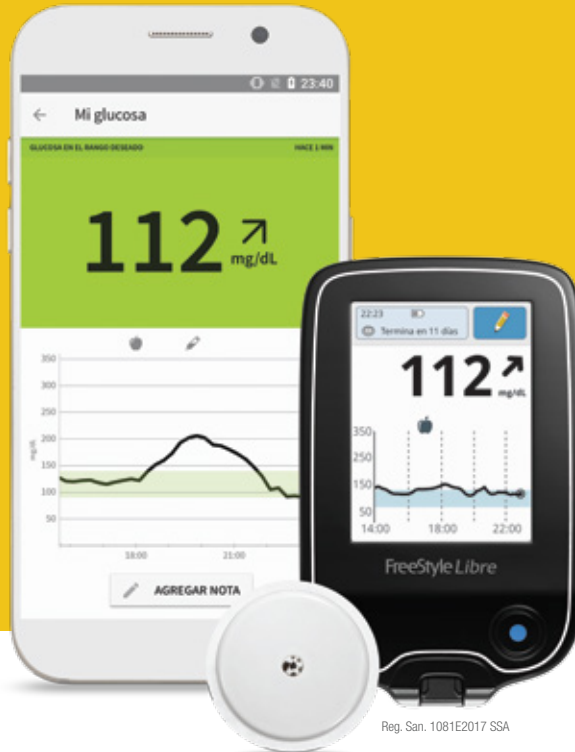 23:40
Mi glucosa
GLUCOSA EN EL RANGO DESEADO HACE 1 MIN
112
mg/dL
350
300
250
200
150
100
50
mg/dL
18:00 21:00
AGREGAR NOTA
22:23
Termina en 11 días
112
mg/dL
350
250
150
50
14:00 18:00 22:00
FreeStyle Libre
Reg. San. 1081E2017 SSA